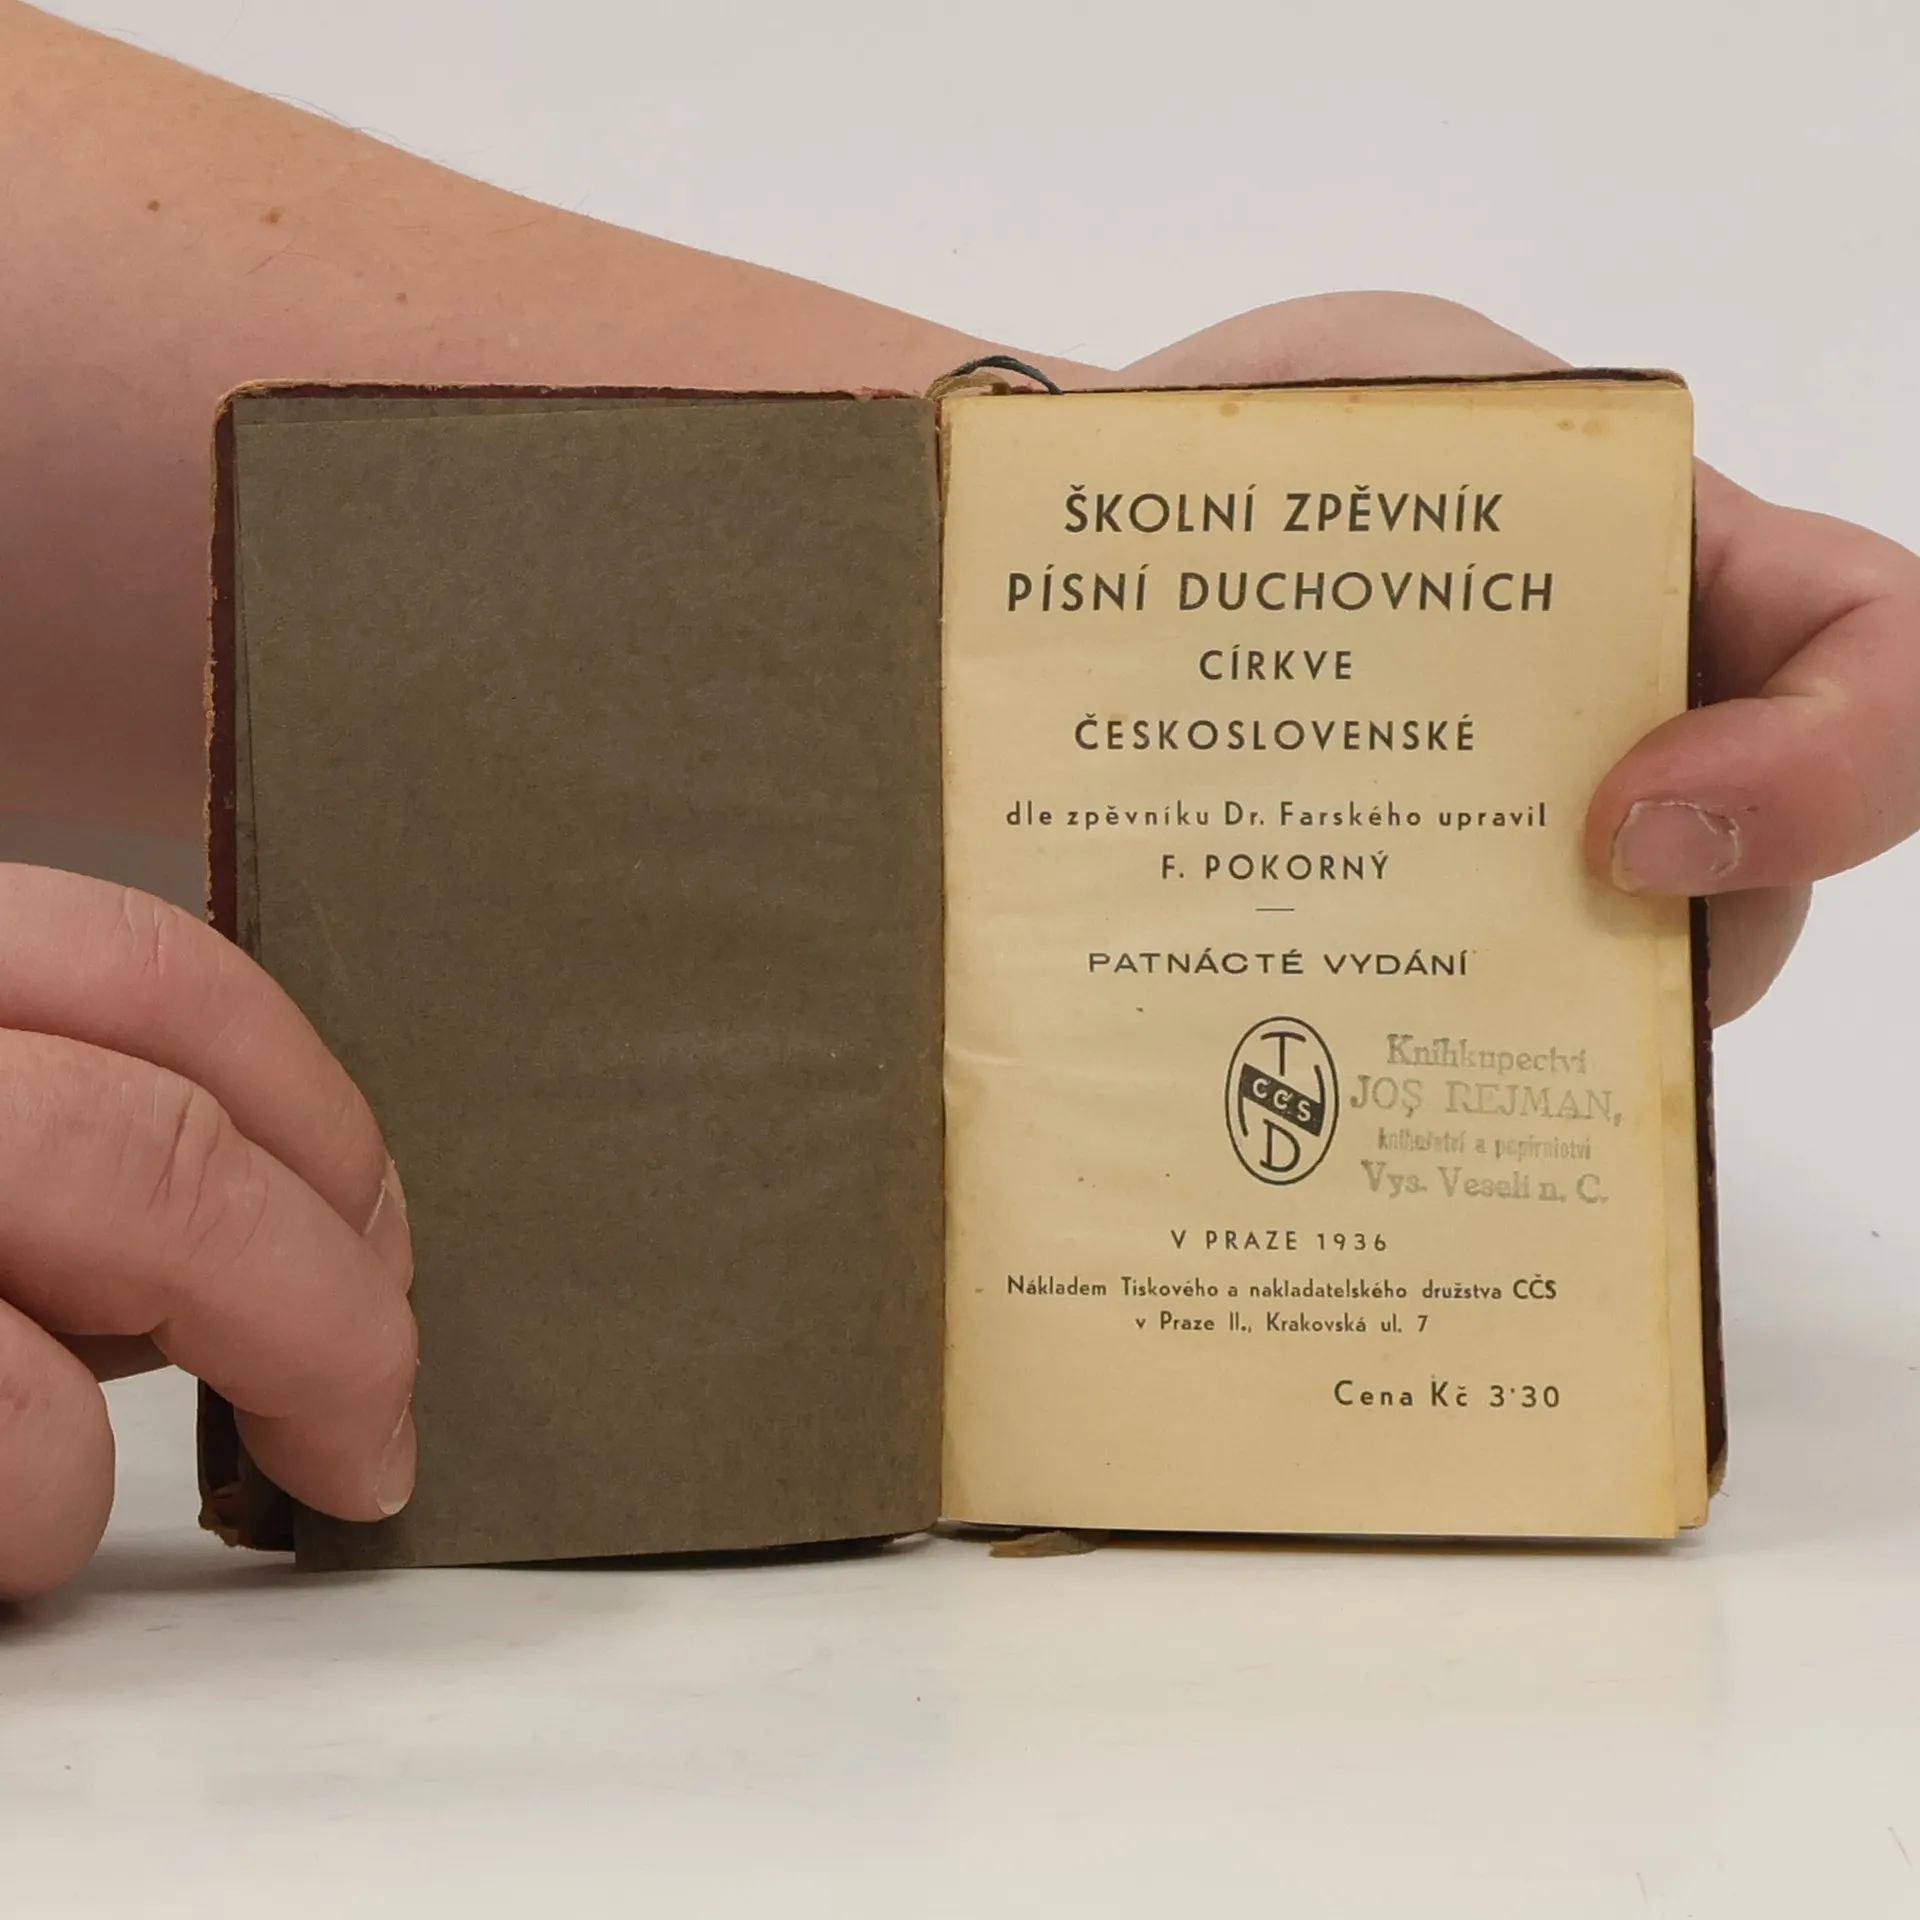 ŠKOLNÍ ZPĚVNÍK
PÍSNÍ DUCHOVNÍCH
CÍRKVE
ČESKOSLOVENSKÉ
dle zpěvníku Dr. Farského upravil
F. POKORNÝ
PATNÁCTÉ VYDÁNÍ
T
CČS
D
Knihkupectví
JOS. REJMAN,
knihařství a papírnictví
Vys. Veselí n. C.
V PRAZE 1936
Nákladem Tiskového a nakladatelského družstva CČS
v Praze II., Krakovská ul. 7
Cena Kč 3·30